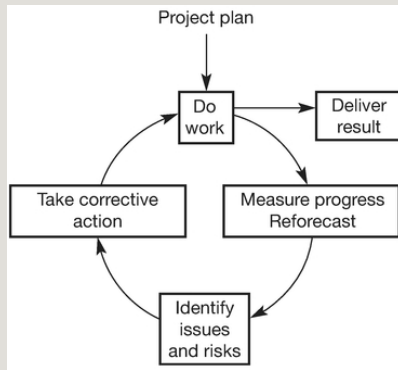 Project plan
Do
work
Deliver
result
Take corrective
action
Measure progress
Reforecast
Identify
issues
and risks